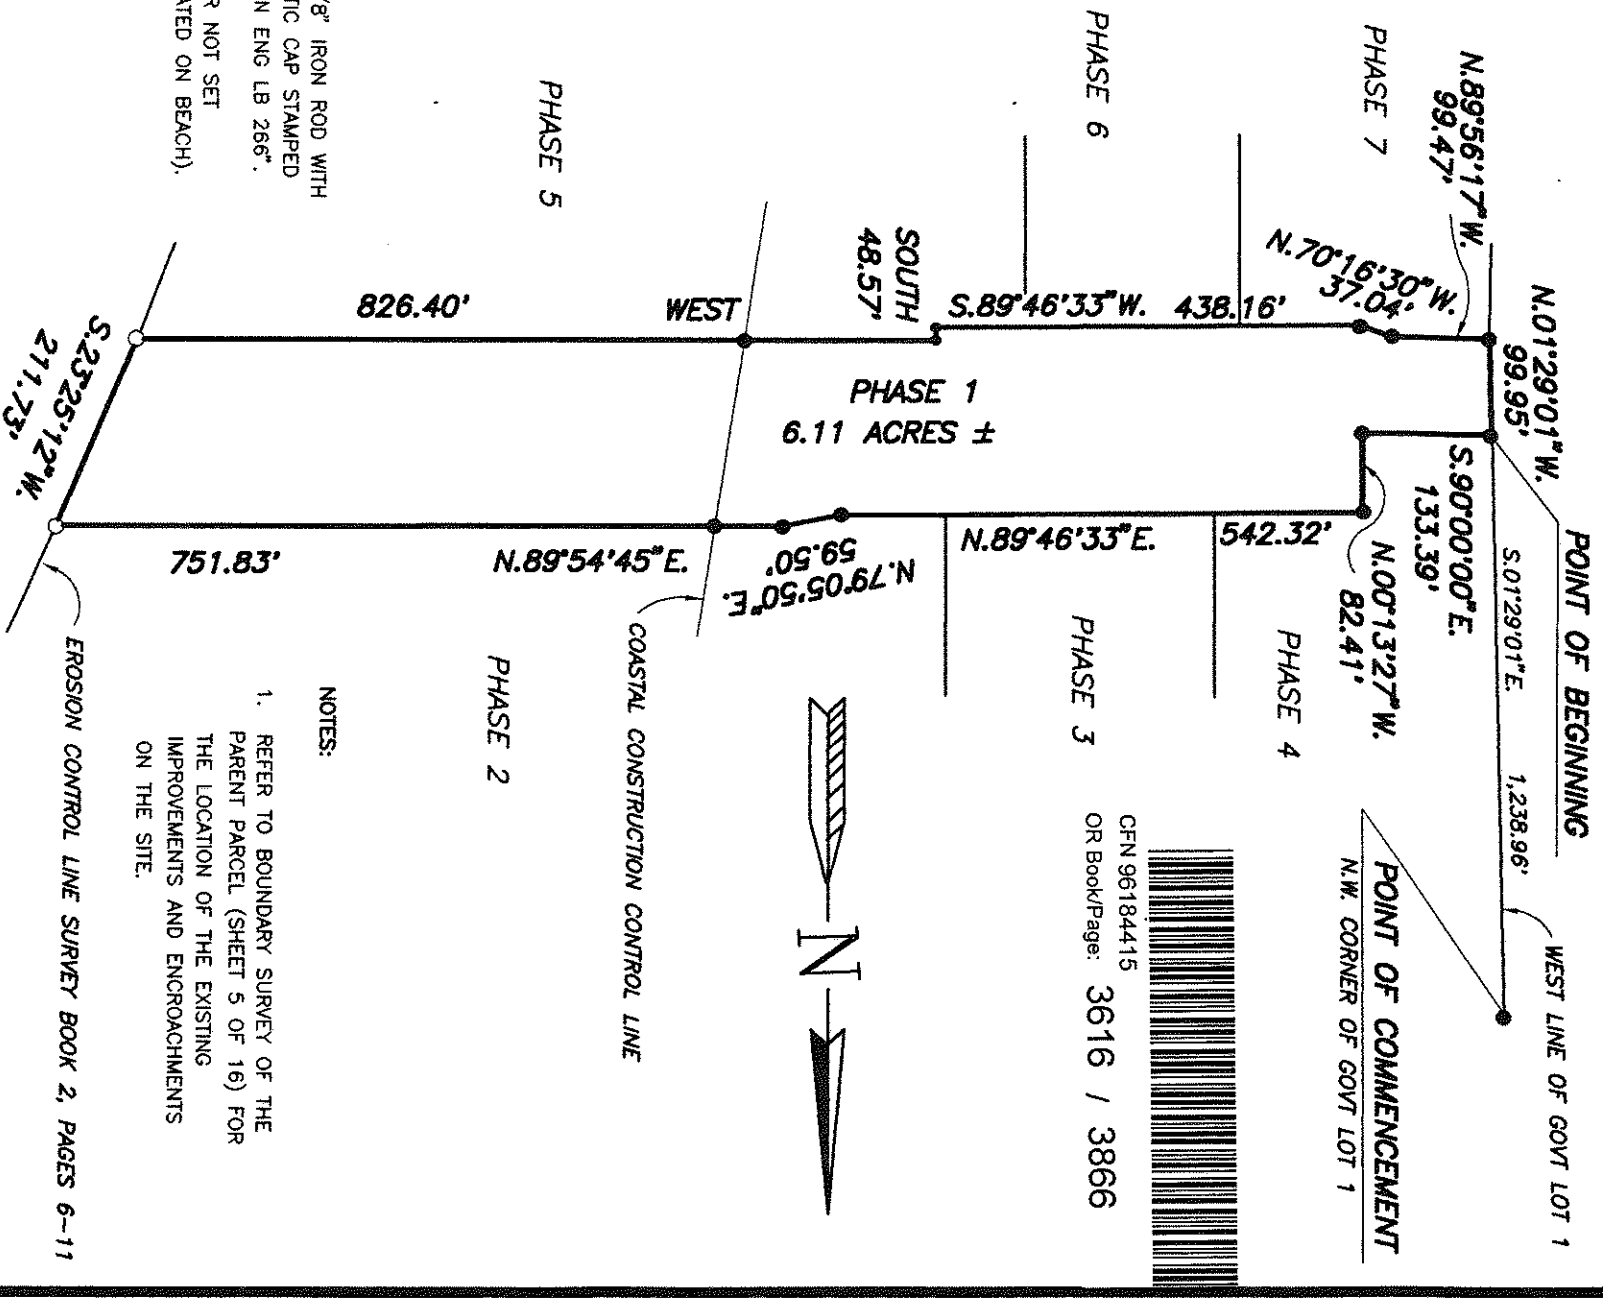 POINT OF BEGINNING
WEST LINE OF GOVT LOT 1
S.01°29'01"E. 1,238.96'
POINT OF COMMENCEMENT
N.W. CORNER OF GOVT LOT 1
N.01°29'01"W.
99.95'
S.90°00'00"E.
133.39'
N.00°13'27"W.
82.41'
N.89°56'17"W.
99.47'
N.70°16'30"W.
37.04'
PHASE 7
PHASE 6
PHASE 4
PHASE 3
S.89°46'33"W. 438.16'
SOUTH
48.57'
WEST
826.40'
PHASE 1
6.11 ACRES ±
N.89°46'33"E. 542.32'
N.79°05'50"E.
59.50'
N.89°54'45"E.
751.83'
CFN 96184415
OR Book/Page: 3616 / 3866
N
COASTAL CONSTRUCTION CONTROL LINE
PHASE 5
PHASE 2
NOTES:
1. REFER TO BOUNDARY SURVEY OF THE
PARENT PARCEL (SHEET 5 OF 16) FOR
THE LOCATION OF THE EXISTING
IMPROVEMENTS AND ENCROACHMENTS
ON THE SITE.
/8" IRON ROD WITH
TIC CAP STAMPED
N ENG LB 266".
R NOT SET
ATED ON BEACH).
S.23°25'12"W.
211.73'
EROSION CONTROL LINE SURVEY BOOK 2, PAGES 6-11